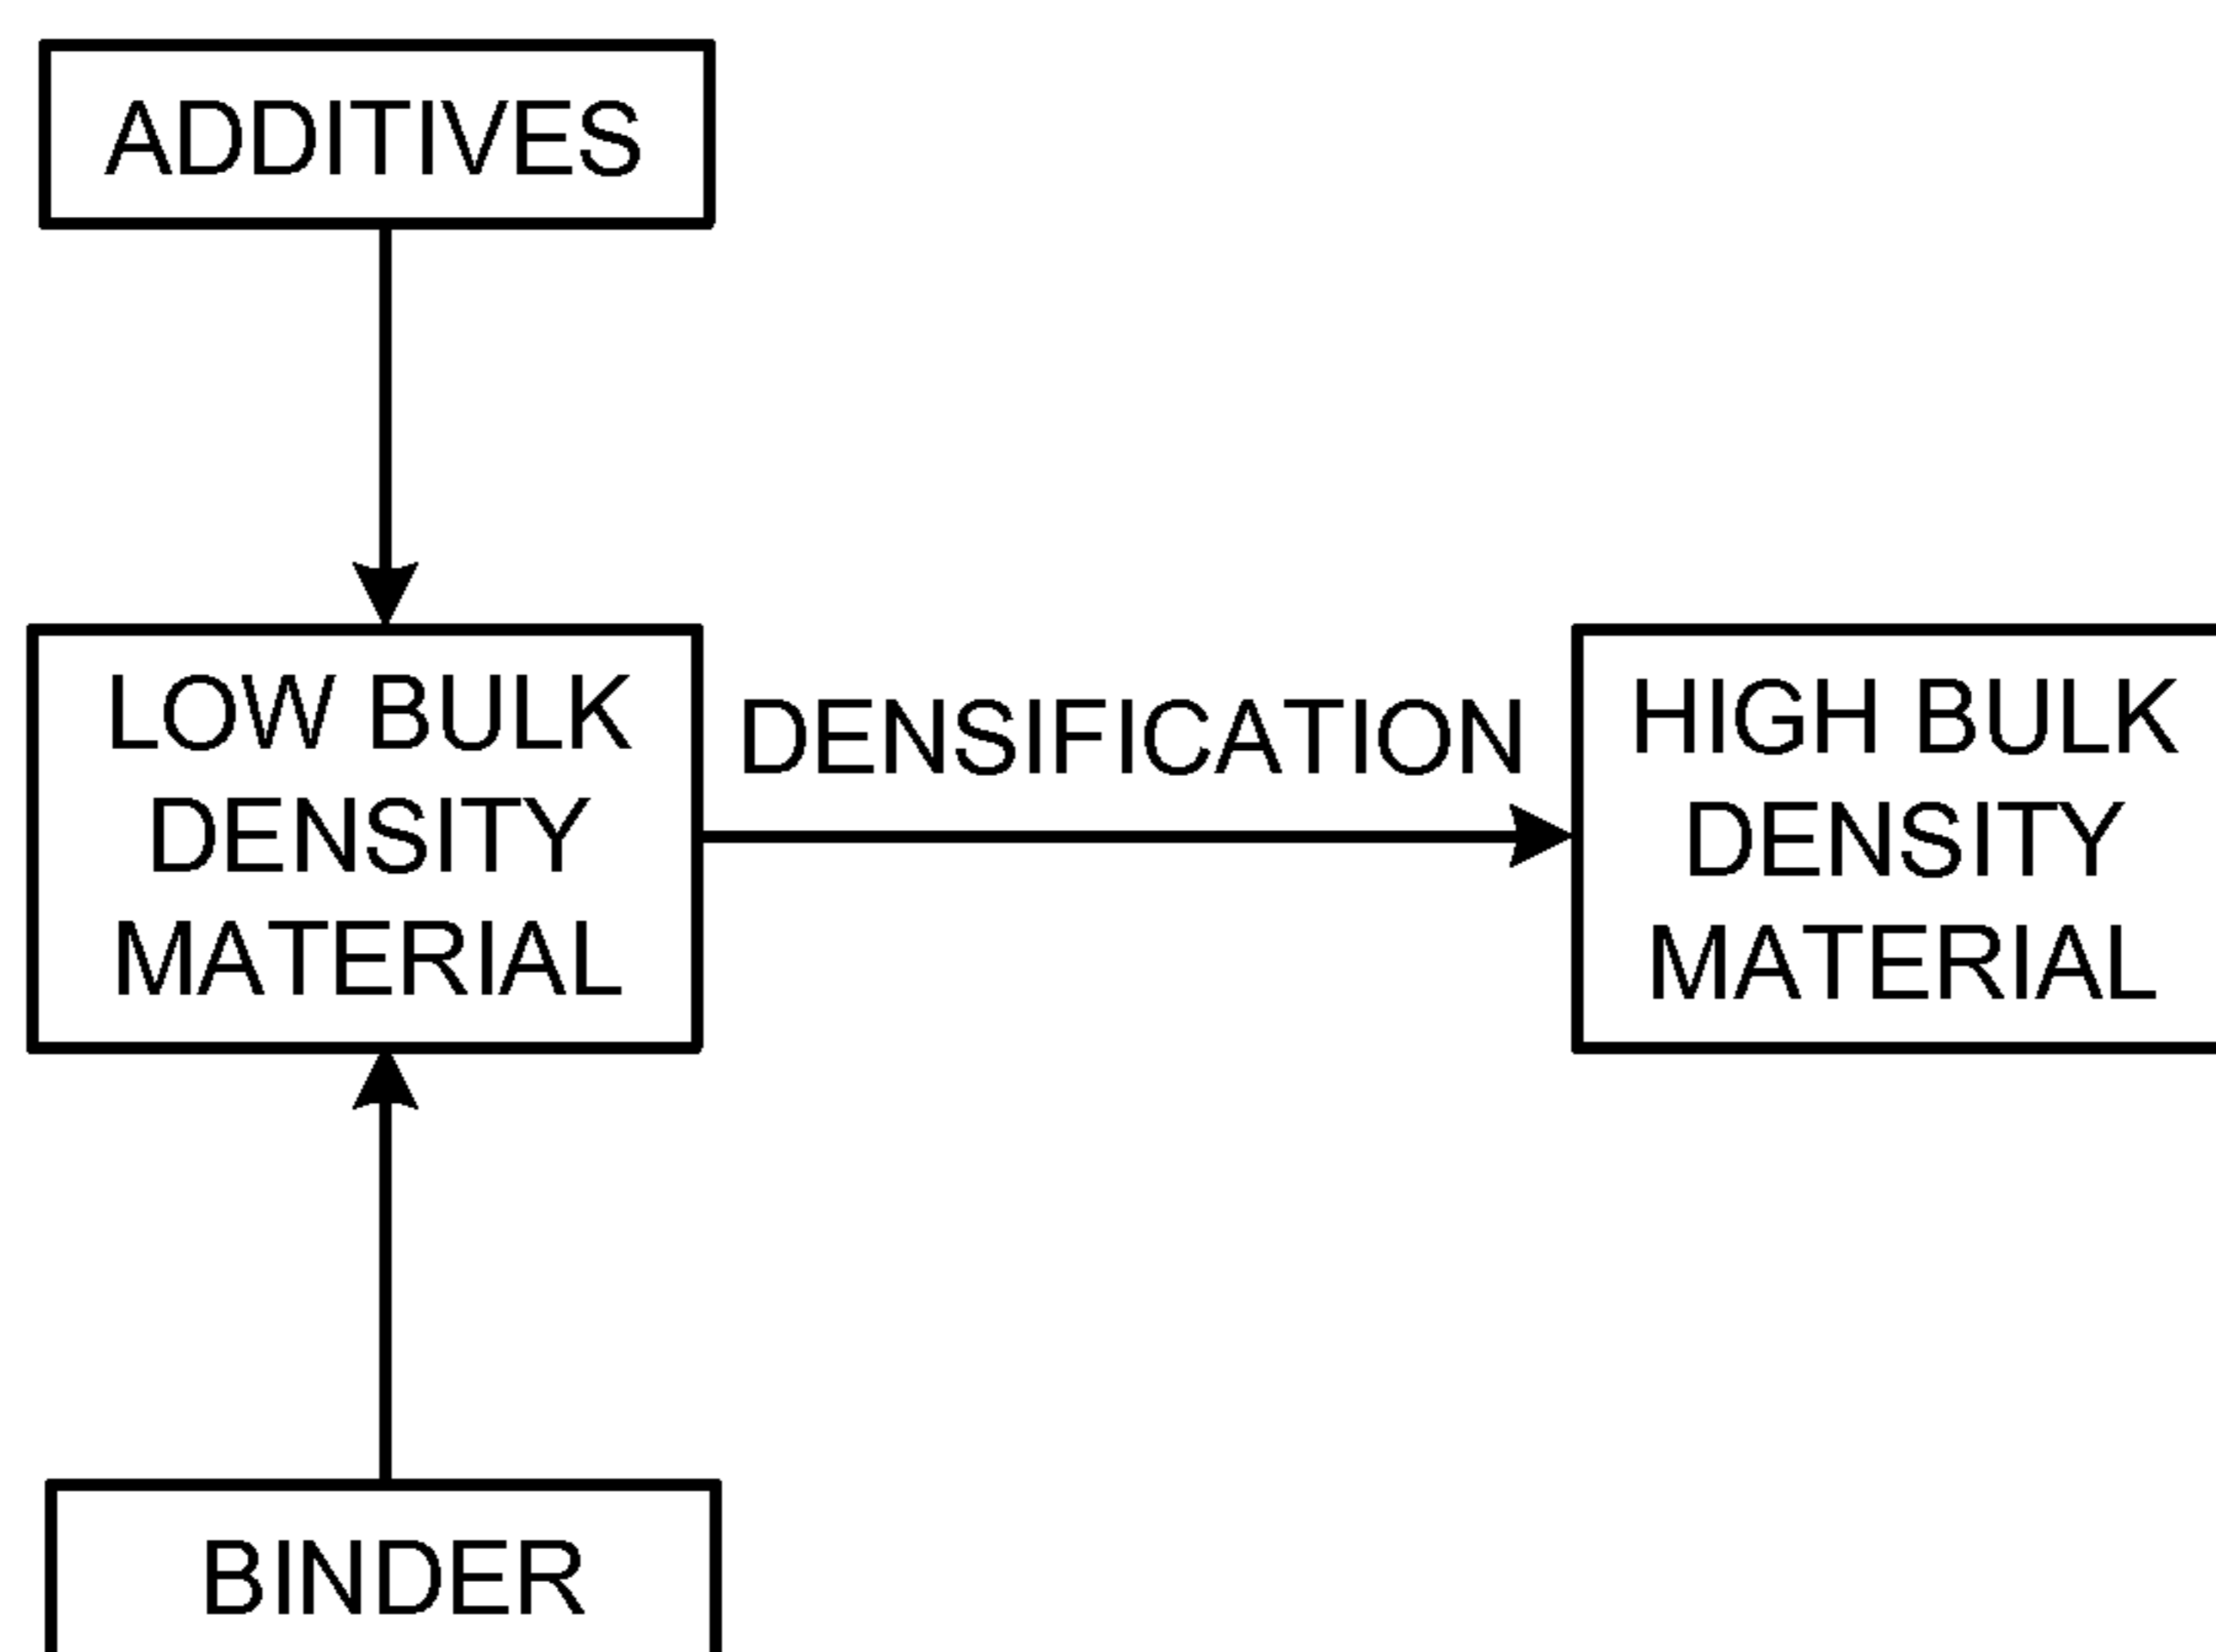 ADDITIVES
LOW BULK
DENSITY
MATERIAL
DENSIFICATION
HIGH BULK
DENSITY
MATERIAL
BINDER